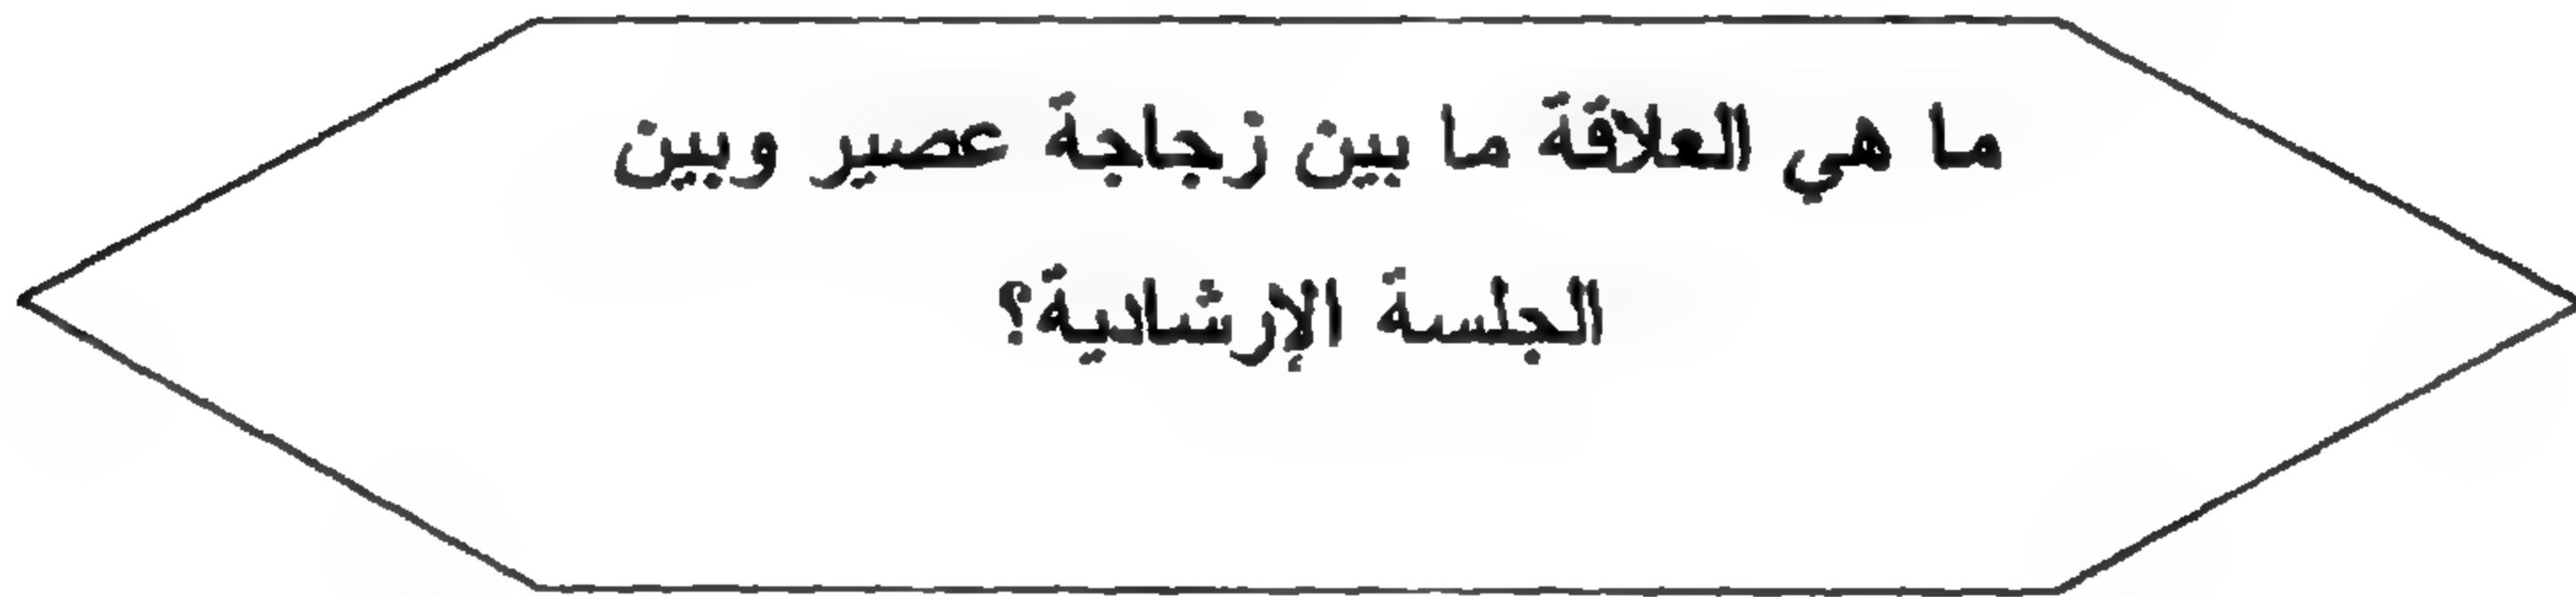 ما هي العلاقة ما بين زجاجة عصير وبين
الجلسة الإرشادية؟